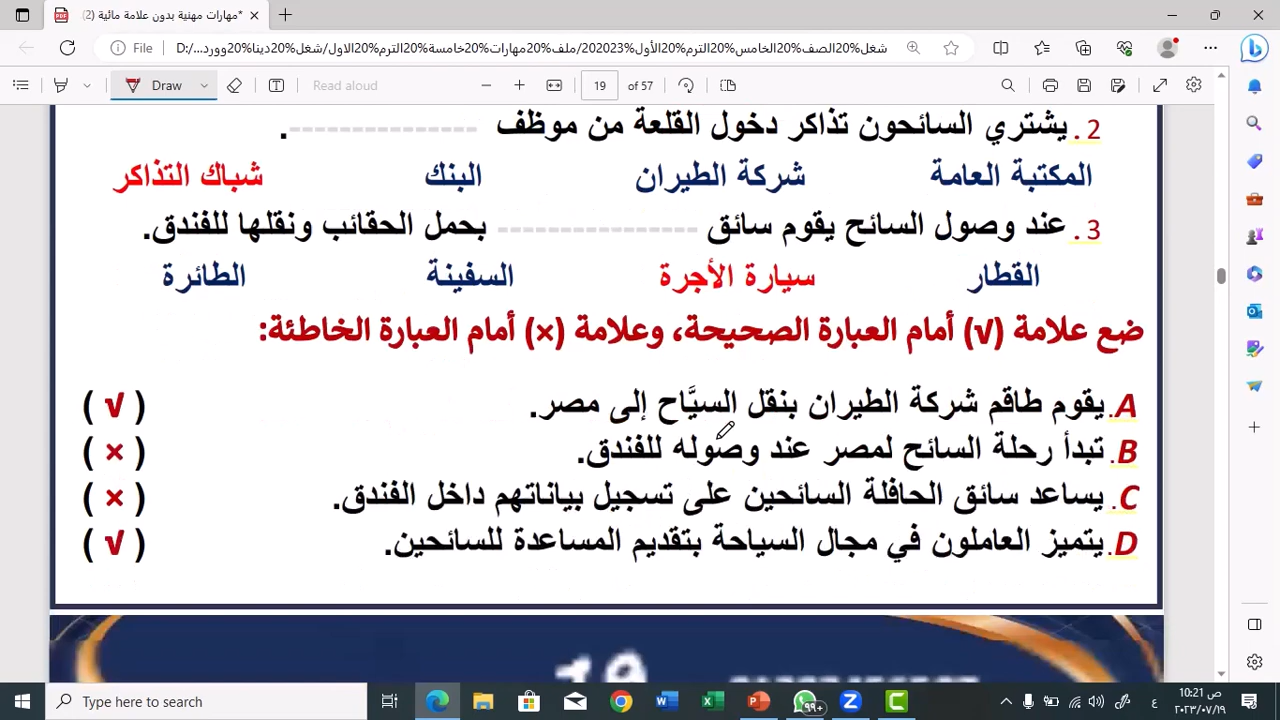 *مهارات مهنية بدون علامة مائية (2)
File
D:/...شغل%20الصف%20الخامس%20الترم%20الأول%202023/ملف%20مهارات%20خامسة%20الترم%20الاول/شغل%20دينا%20وورد
Draw
Read aloud
19 of 57
2. يشتري السائحون تذاكر دخول القلعة من موظف ---------------.
المكتبة العامة شركة الطيران البنك شباك التذاكر
3. عند وصول السائح يقوم سائق ---------------- بحمل الحقائب ونقلها للفندق.
القطار سيارة الأجرة السفينة الطائرة
ضع علامة (√) أمام العبارة الصحيحة، وعلامة (×) أمام العبارة الخاطئة:
A. يقوم طاقم شركة الطيران بنقل السيَّاح إلى مصر. ( √ )
B. تبدأ رحلة السائح لمصر عند وصوله للفندق. ( × )
C. يساعد سائق الحافلة السائحين على تسجيل بياناتهم داخل الفندق. ( × )
D. يتميز العاملون في مجال السياحة بتقديم المساعدة للسائحين. ( √ )
Type here to search
٩٩+
ع
10:21 ص
٢٠٢٣/٠٧/١٩